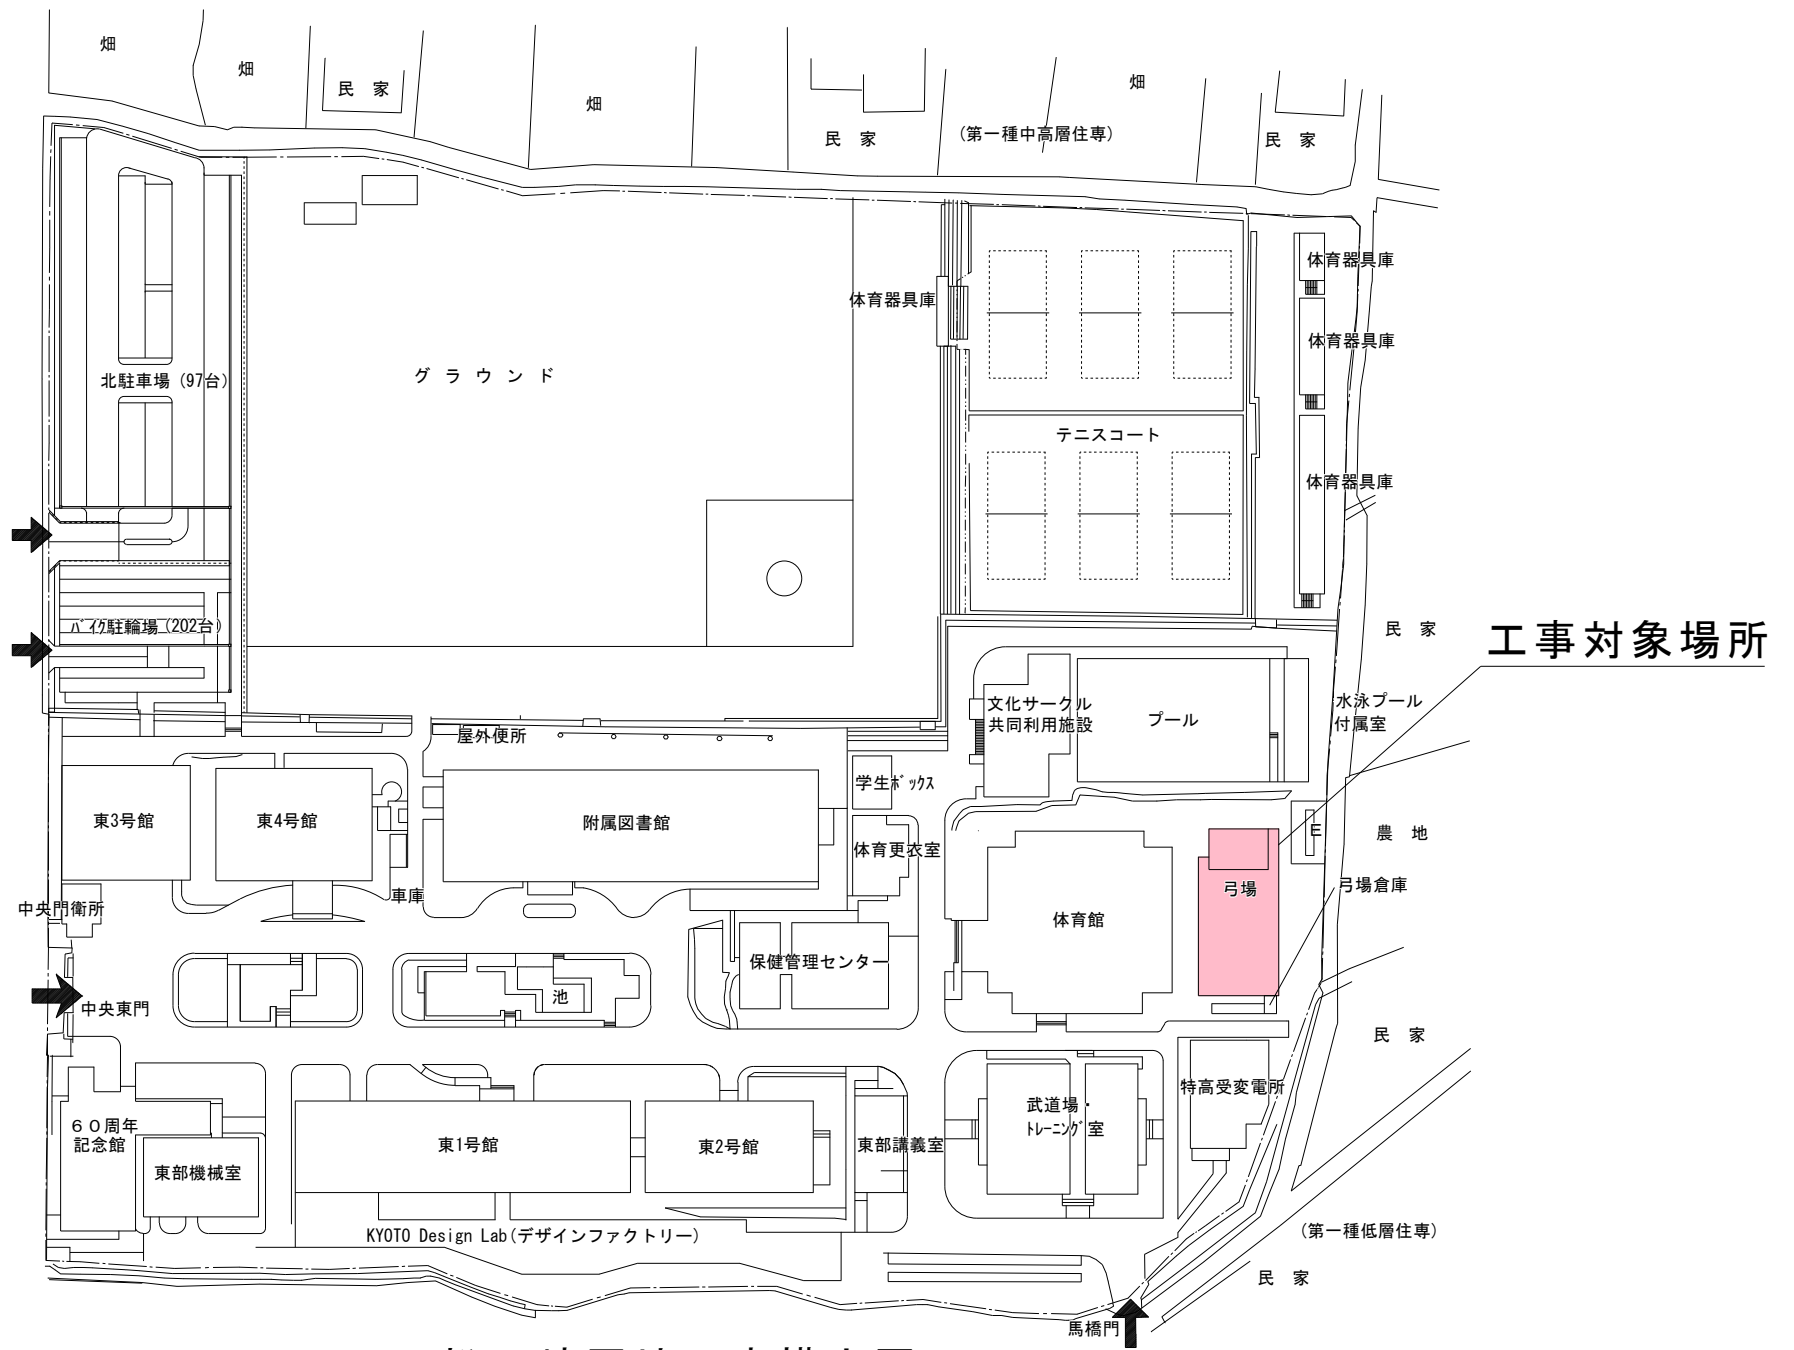 畑
畑
民 家
畑
民 家
(第一種中高層住専)
畑
民 家
体育器具庫
体育器具庫
体育器具庫
北駐車場(97台)
グ ラ ウ ン ド
テニスコート
体育器具庫
バイク駐輪場(202台)
民 家
工事対象場所
文化サークル
共同利用施設
プール
水泳プール
付属室
屋外便所
学生ボックス
東3号館
東4号館
附属図書館
体育更衣室
E
農 地
車庫
弓場
弓場倉庫
中央門衛所
体育館
保健管理センター
池
中央東門
民 家
特高受変電所
武道場・
トレーニング室
60周年
記念館
東部機械室
東1号館
東2号館
東部講義室
KYOTO Design Lab(デザインファクトリー)
(第一種低層住専)
民 家
馬橋門